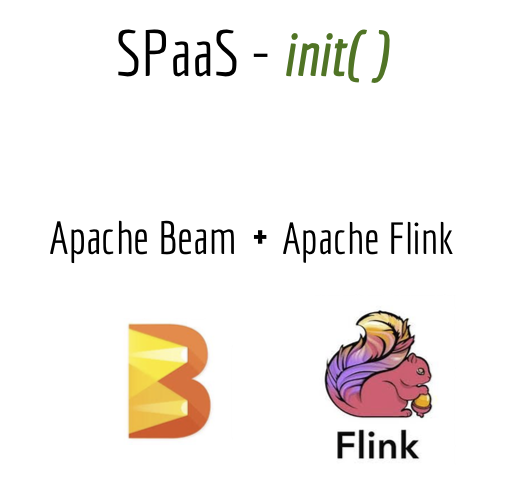 SPaaS - init( )
Apache Beam + Apache Flink
B
Flink